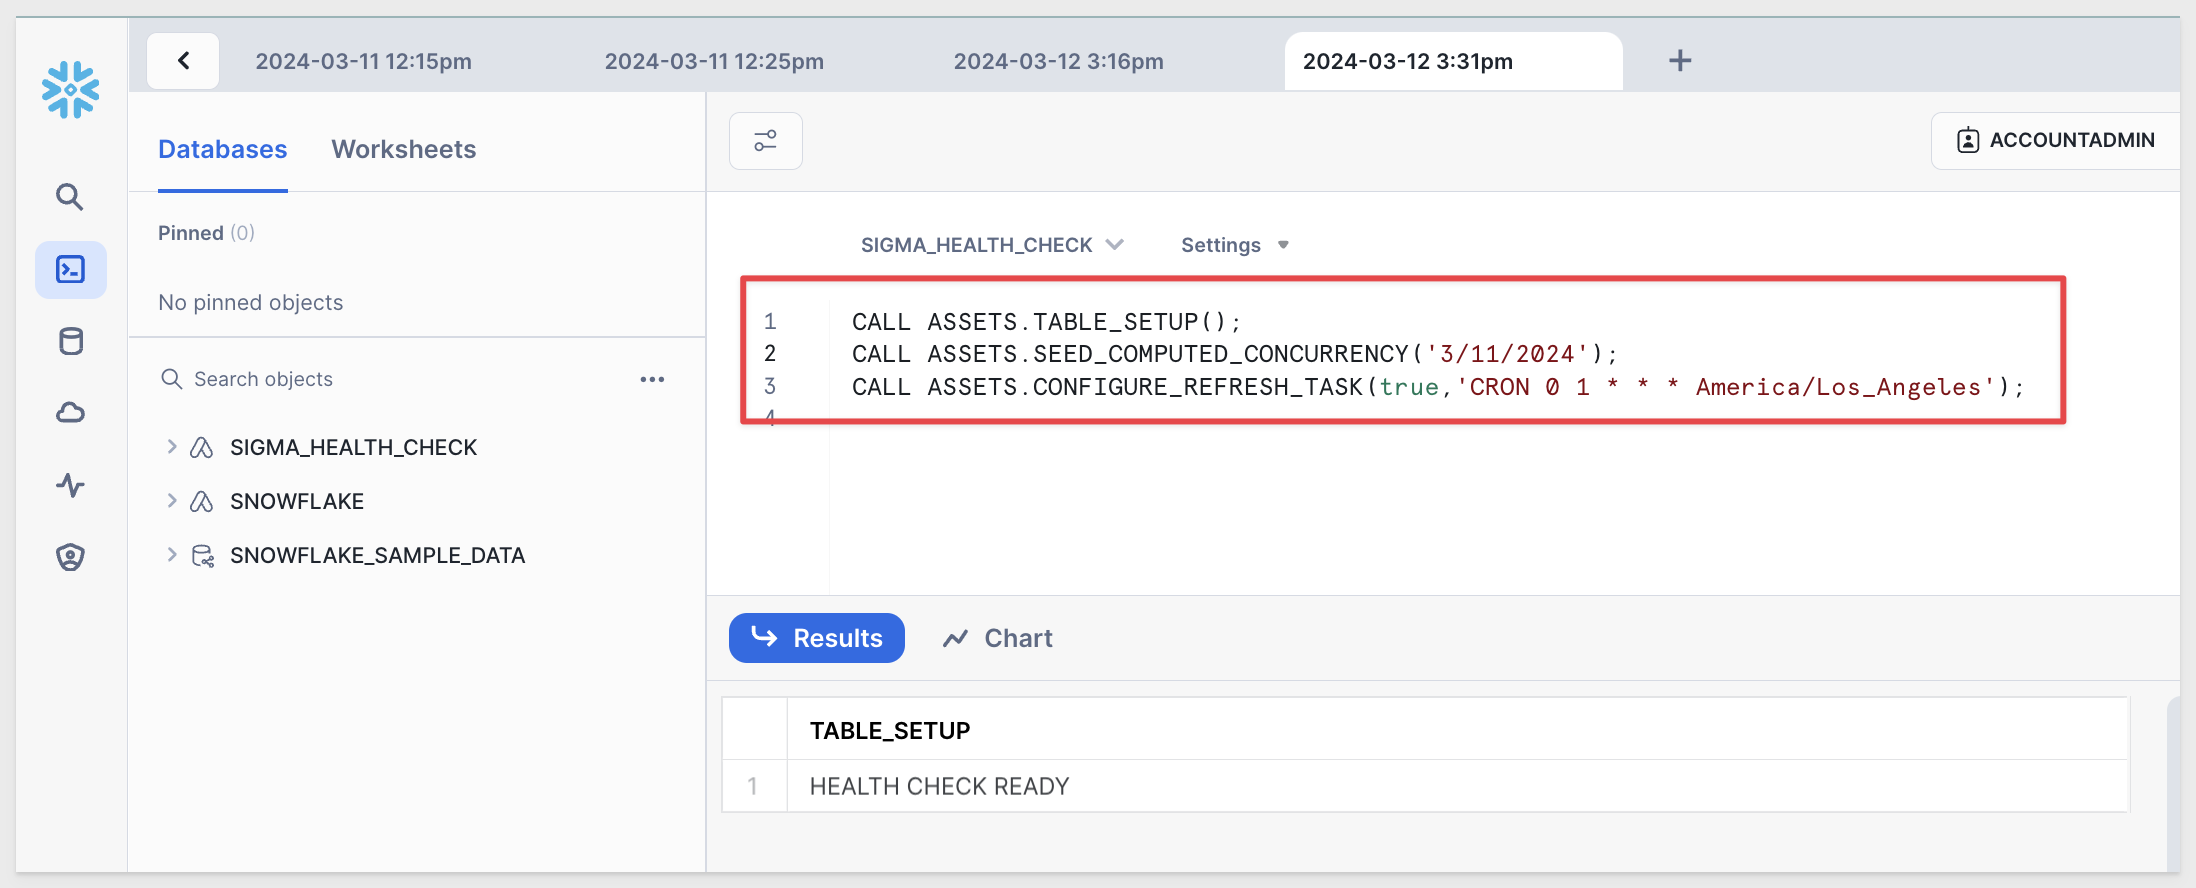 2024-03-11 12:15pm
2024-03-11 12:25pm
2024-03-12 3:16pm
2024-03-12 3:31pm
+
Databases
Worksheets
ACCOUNTADMIN
Pinned (0)
No pinned objects
Search objects
SIGMA_HEALTH_CHECK
SNOWFLAKE
SNOWFLAKE_SAMPLE_DATA
SIGMA_HEALTH_CHECK
Settings
1 CALL ASSETS.TABLE_SETUP();
2 CALL ASSETS.SEED_COMPUTED_CONCURRENCY('3/11/2024');
3 CALL ASSETS.CONFIGURE_REFRESH_TASK(true,'CRON 0 1 * * * America/Los_Angeles');
4
Results
Chart
TABLE_SETUP
1 HEALTH CHECK READY